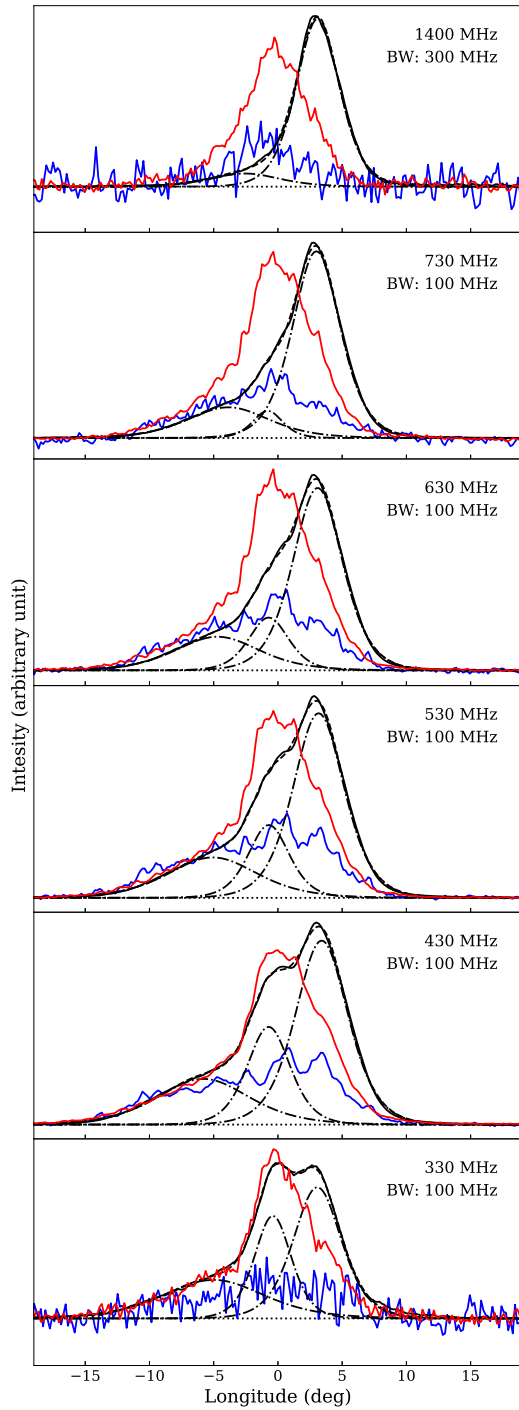 1400 MHz
BW: 300 MHz
730 MHz
BW: 100 MHz
630 MHz
BW: 100 MHz
530 MHz
BW: 100 MHz
430 MHz
BW: 100 MHz
330 MHz
BW: 100 MHz
Intesity (arbitrary unit)
−15 −10 −5 0 5 10 15
Longitude (deg)